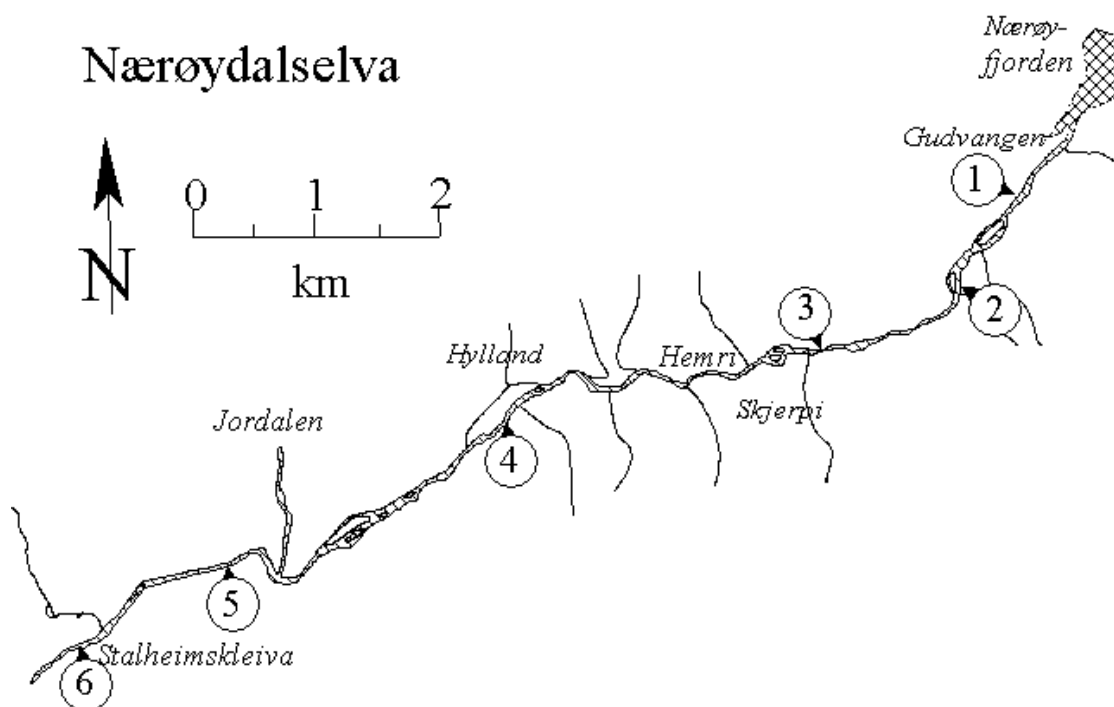 Nærøydalselva
Nærøy-
fjorden
Gudvangen
1
0 1 2
km
N
2
3
Hylland
Hemri
Skjerpi
Jordalen
4
5
Stalheimskleiva
6